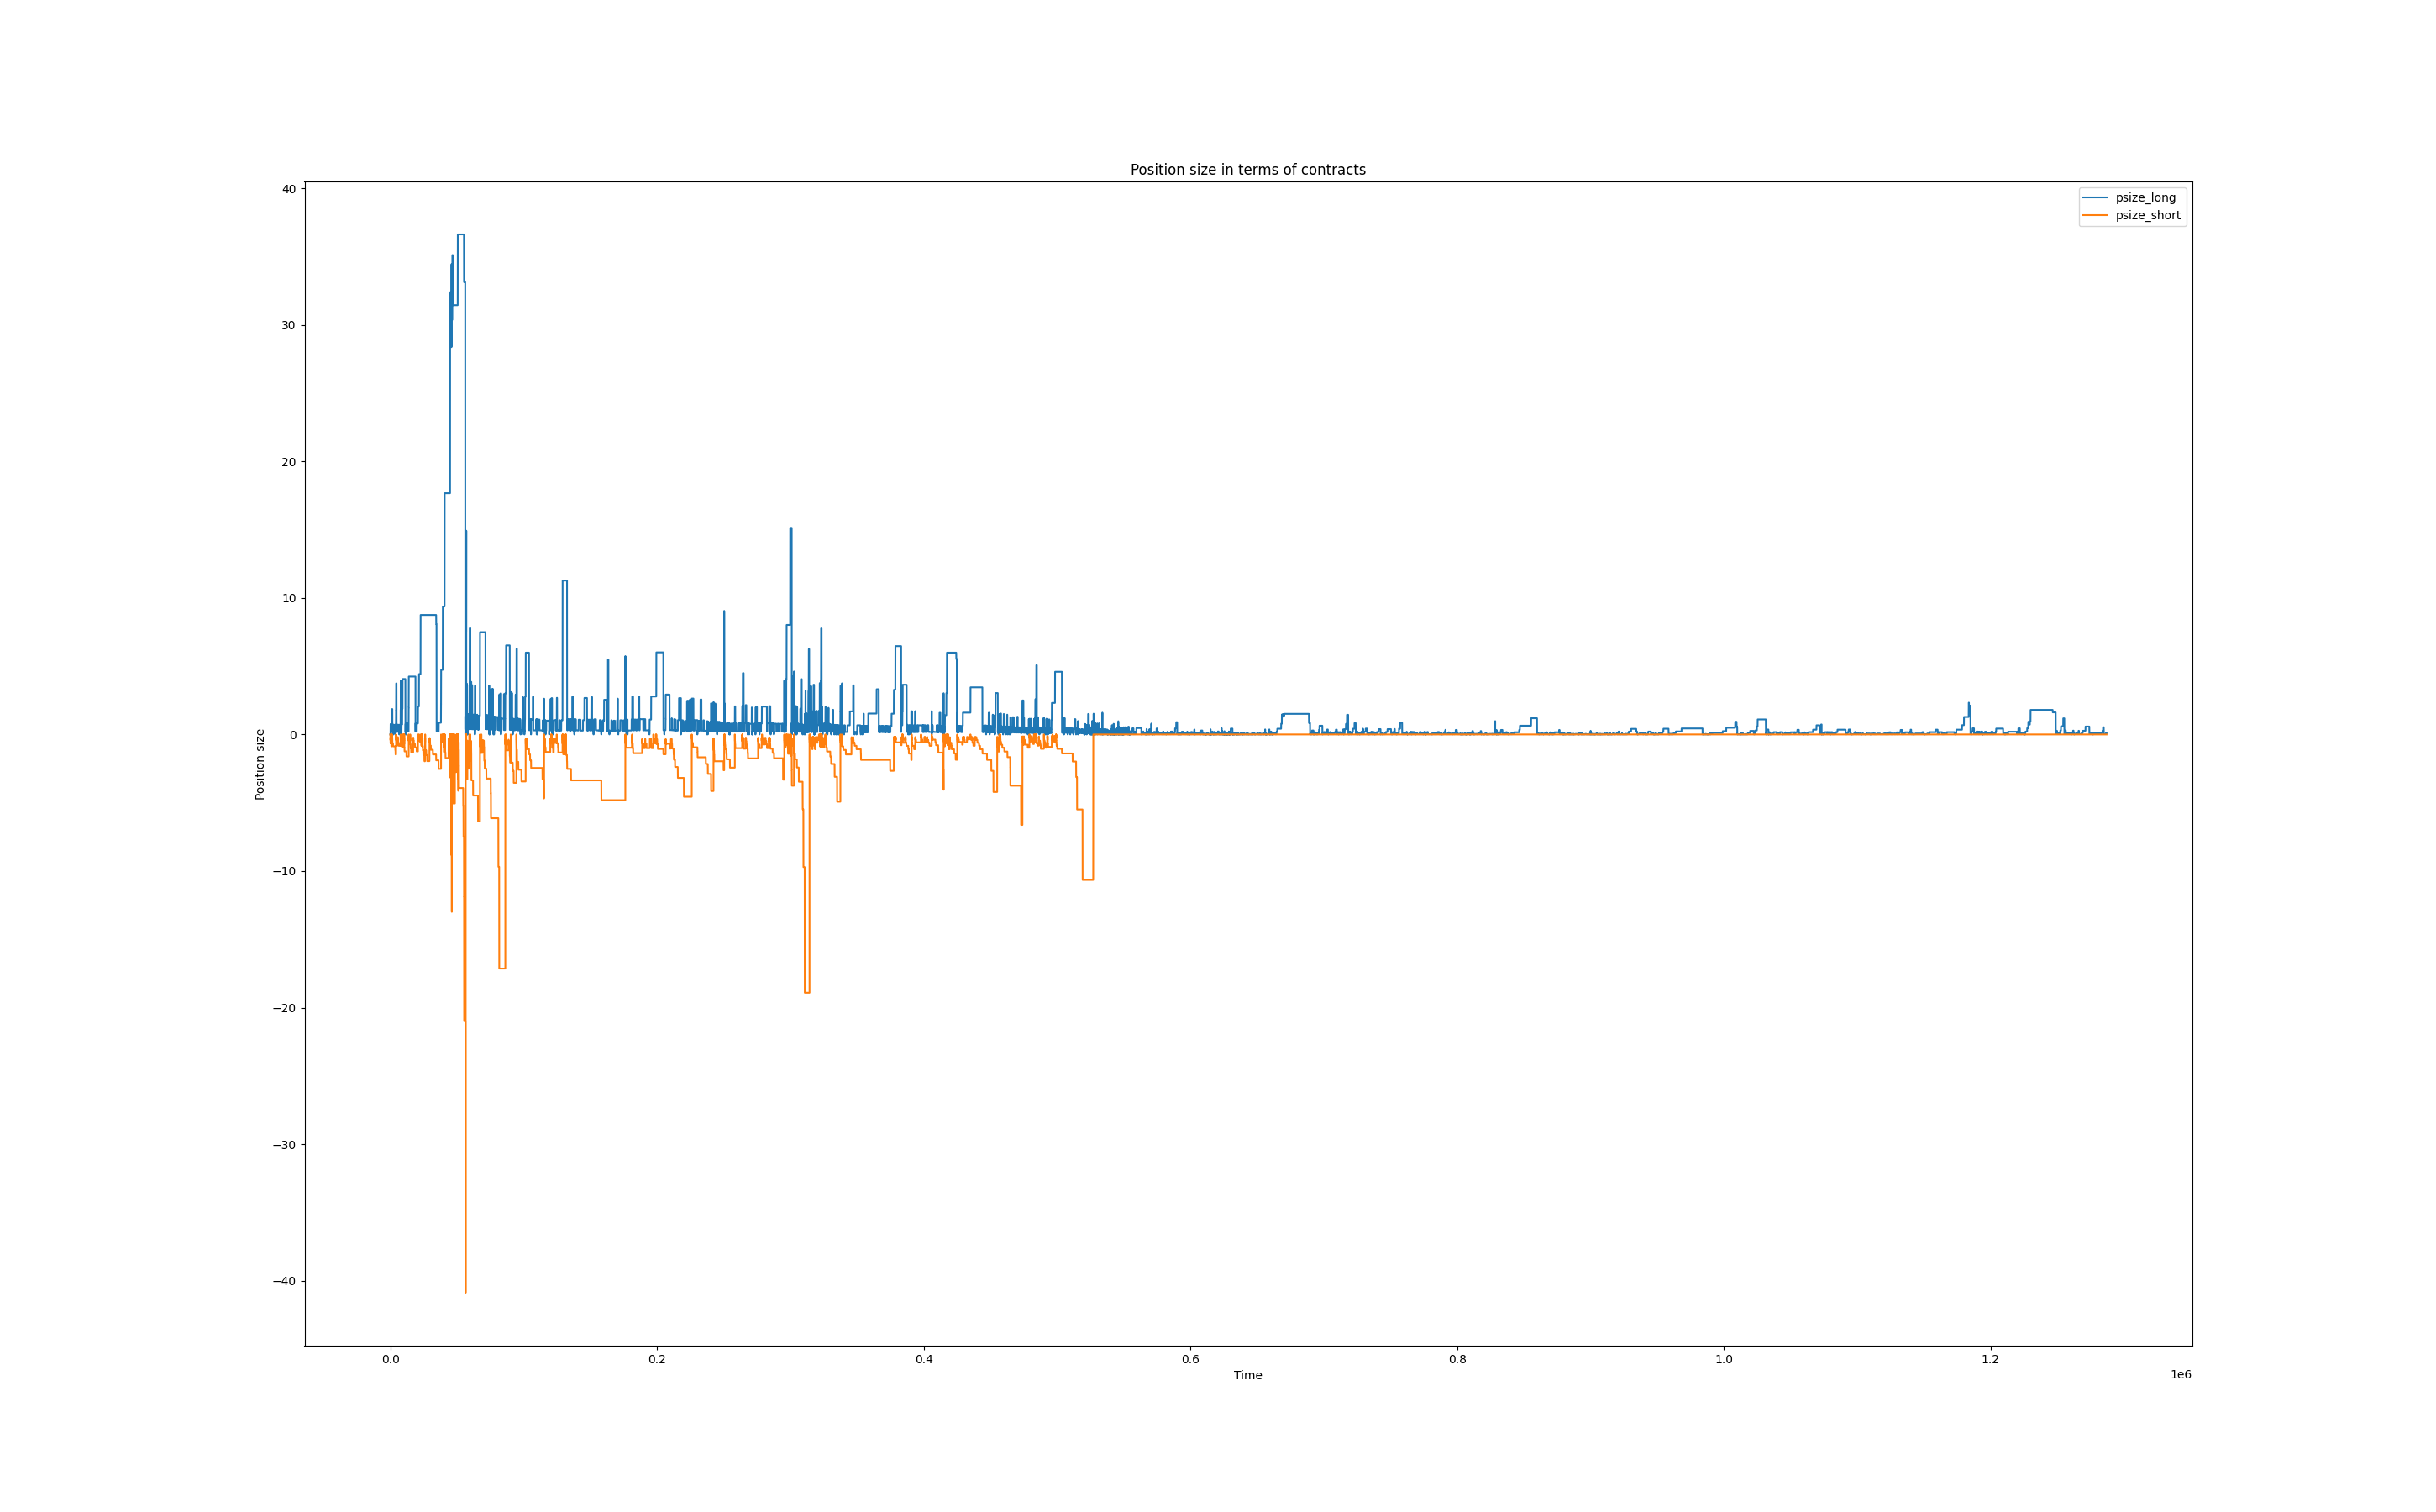 Position size in terms of contracts
psize_long
psize_short
40
30
20
10
0
−10
−20
−30
−40
Position size
0.0
0.2
0.4
0.6
0.8
1.0
1.2
1e6
Time